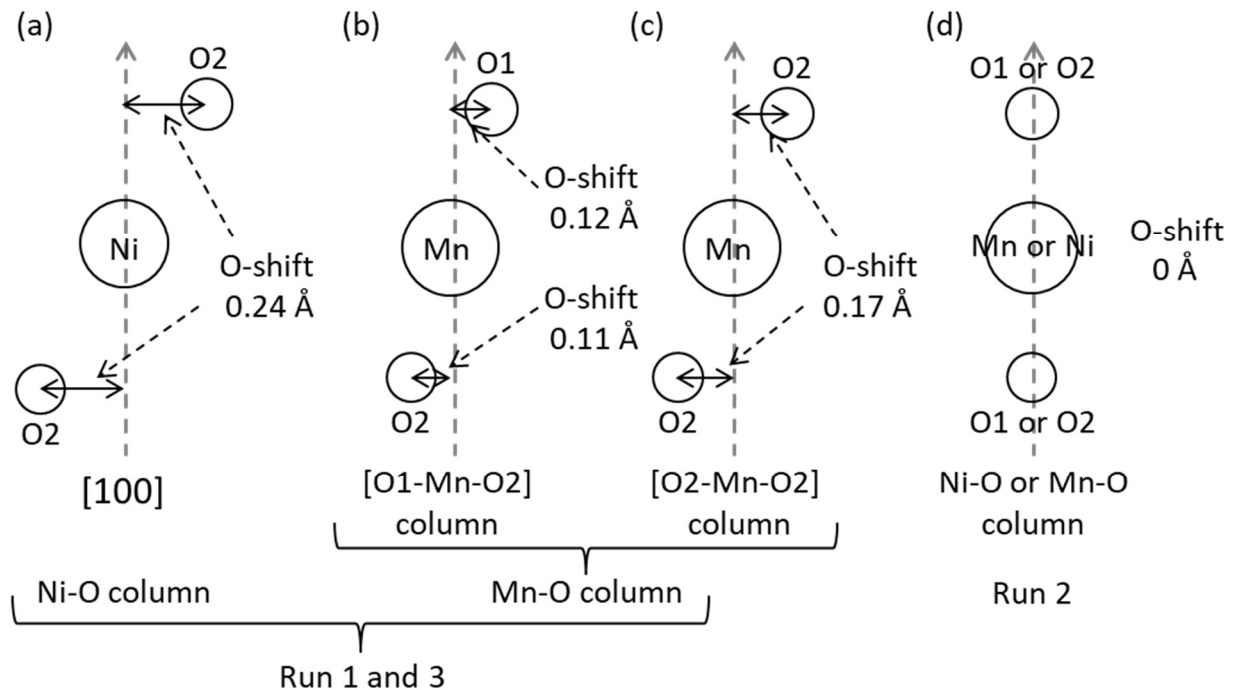 (a)
O2
Ni
O-shift
0.24 Å
O2
[100]
(b)
O1
O-shift
0.12 Å
Mn
O-shift
0.11 Å
O2
[O1-Mn-O2]
column
(c)
O2
Mn
O-shift
0.17 Å
O2
[O2-Mn-O2]
column
(d)
O1 or O2
Mn or Ni
O-shift
0 Å
O1 or O2
Ni-O or Mn-O
column
Ni-O column
Mn-O column
Run 2
Run 1 and 3